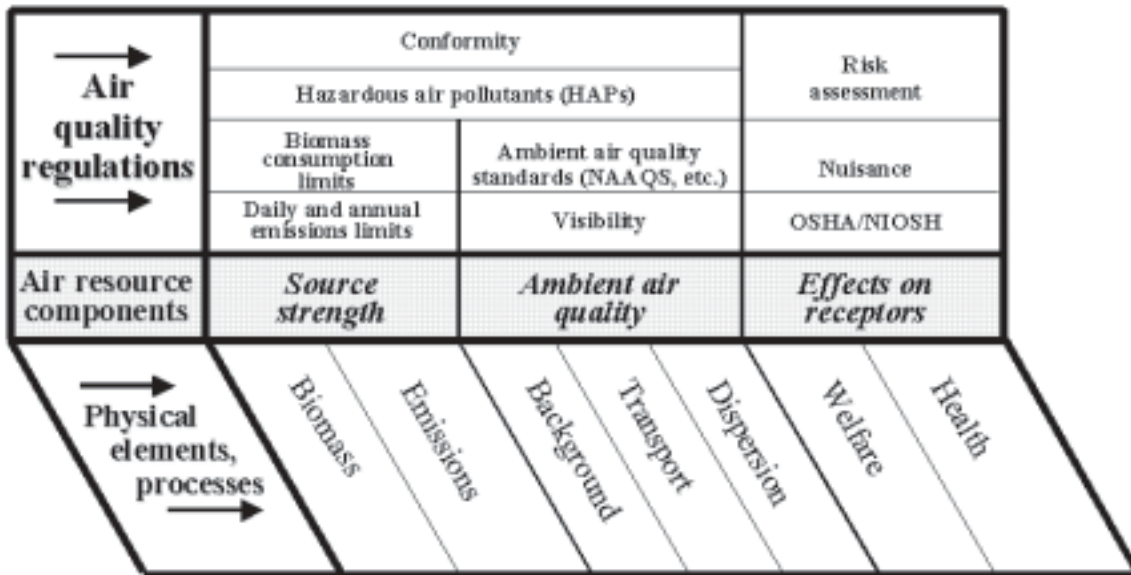 Air
quality
regulations
Conformity
Hazardous air pollutants (HAPs)
Risk
assessment
Biomass
consumption
limits
Ambient air quality
standards (NAAQS, etc.)
Nuisance
Daily and annual
emissions limits
Visibility
OSHA/NIOSH
Air resource
components
Source
strength
Ambient air
quality
Effects on
receptors
Physical
elements,
processes
Biomass
Emissions
Background
Transport
Dispersion
Welfare
Health